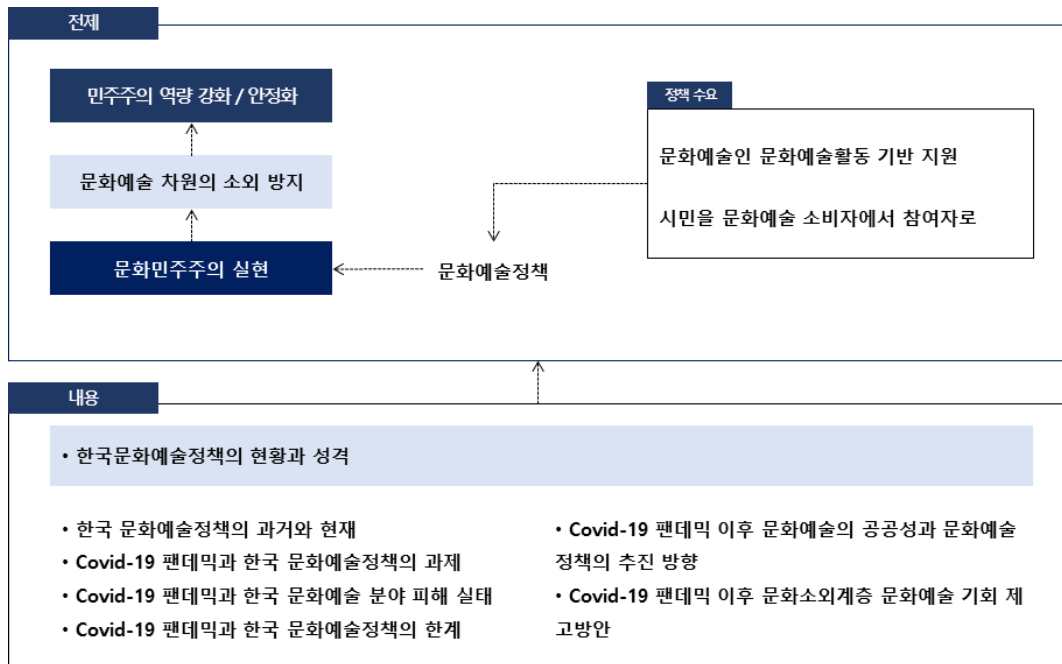 전제
민주주의 역량 강화 / 안정화
문화예술 차원의 소외 방지
문화민주주의 실현
문화예술정책
정책 수요
문화예술인 문화예술활동 기반 지원
시민을 문화예술 소비자에서 참여자로
내용
• 한국문화예술정책의 현황과 성격
• 한국 문화예술정책의 과거와 현재
• Covid-19 팬데믹과 한국 문화예술정책의 과제
• Covid-19 팬데믹과 한국 문화예술 분야 피해 실태
• Covid-19 팬데믹과 한국 문화예술정책의 한계
• Covid-19 팬데믹 이후 문화예술의 공공성과 문화예술
정책의 추진 방향
• Covid-19 팬데믹 이후 문화소외계층 문화예술 기회 제
고방안